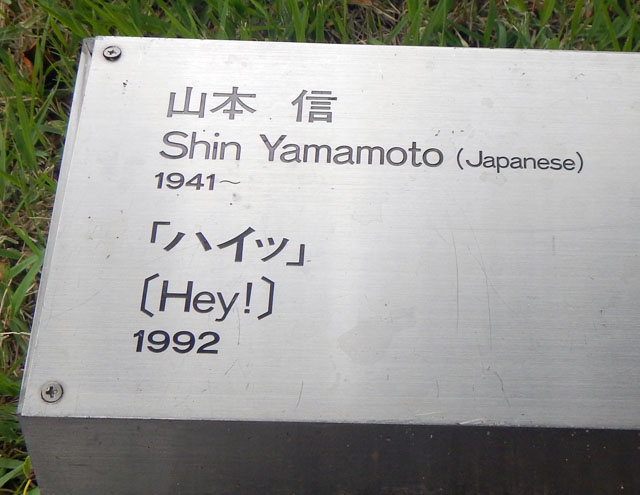 山本　信
Shin Yamamoto (Japanese)
1941～
「ハイッ」
〔Hey!〕
1992